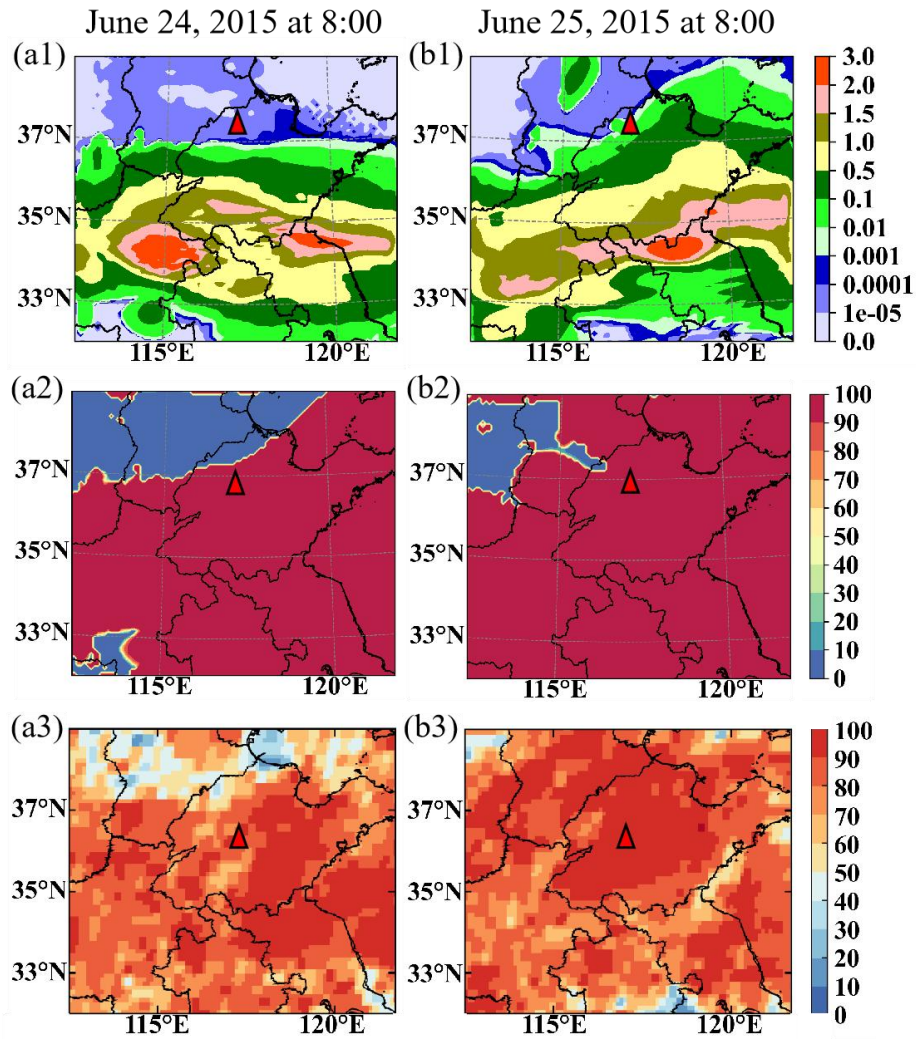 June 24, 2015 at 8:00 June 25, 2015 at 8:00
(a1) (b1)
37°N 37°N
35°N 35°N
33°N 33°N
115°E 120°E 115°E 120°E
3.0
2.0
1.5
1.0
0.5
0.1
0.01
0.001
0.0001
1e-05
0.0
(a2) (b2)
37°N 37°N
35°N 35°N
33°N 33°N
115°E 120°E 115°E 120°E
100
90
80
70
60
50
40
30
20
10
0
(a3) (b3)
37°N 37°N
35°N 35°N
33°N 33°N
115°E 120°E 115°E 120°E
100
90
80
70
60
50
40
30
20
10
0